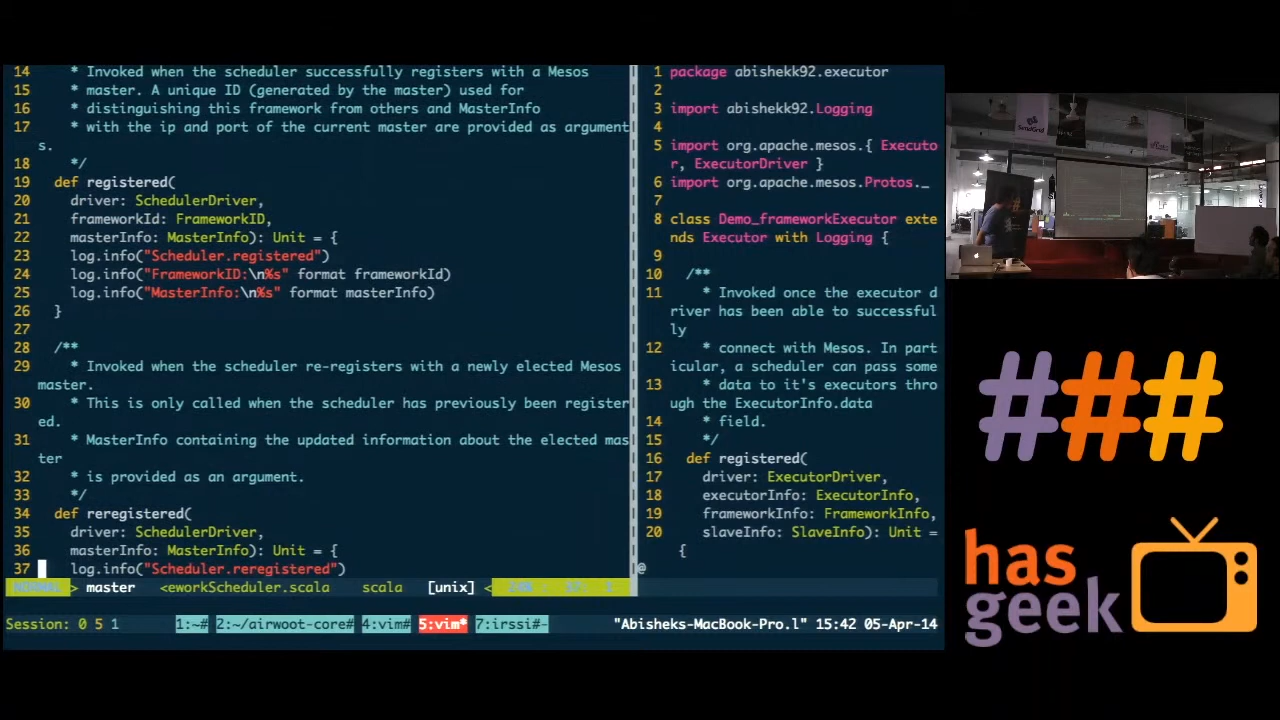 14      * Invoked when the scheduler successfully registers with a Mesos
15      * master. A unique ID (generated by the master) used for
16      * distinguishing this framework from others and MasterInfo
17      * with the ip and port of the current master are provided as argument
s.
18      */
19    def registered(
20      driver: SchedulerDriver,
21      frameworkId: FrameworkID,
22      masterInfo: MasterInfo): Unit = {
23      log.info("Scheduler.registered")
24      log.info("FrameworkID:\n%s" format frameworkId)
25      log.info("MasterInfo:\n%s" format masterInfo)
26    }
27
28    /**
29      * Invoked when the scheduler re-registers with a newly elected Mesos
master.
30      * This is only called when the scheduler has previously been register
ed.
31      * MasterInfo containing the updated information about the elected mas
ter
32      * is provided as an argument.
33      */
34    def reregistered(
35      driver: SchedulerDriver,
36      masterInfo: MasterInfo): Unit = {
37      log.info("Scheduler.reregistered")
1 package abishekk92.executor
2
3 import abishekk92.Logging
4
5 import org.apache.mesos.{ Executo
r, ExecutorDriver }
6 import org.apache.mesos.Protos._
7
8 class Demo_frameworkExecutor exte
nds Executor with Logging {
9
10   /**
11     * Invoked once the executor d
river has been able to successful
ly
12     * connect with Mesos. In part
icular, a scheduler can pass some
13     * data to it's executors thro
ugh the ExecutorInfo.data
14     * field.
15     */
16   def registered(
17     driver: ExecutorDriver,
18     executorInfo: ExecutorInfo,
19     frameworkInfo: FrameworkInfo,
20     slaveInfo: SlaveInfo): Unit =
{
@
> master   <eworkScheduler.scala    scala   [unix] <
Session: 0 5 1       1:~# 2:~/airwoot-core# 4:vim# 5:vim* 7:irssi#-        "Abisheks-MacBook-Pro.l" 15:42 05-Apr-14
###
has
geek